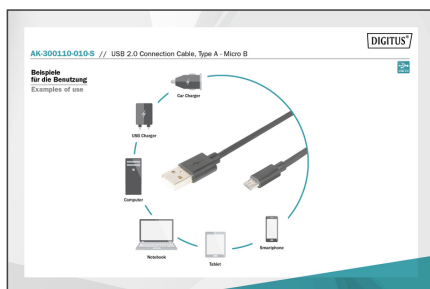 DIGITUS®
AK-300110-010-S // USB 2.0 Connection Cable, Type A - Micro B
Beispiele
für die Benutzung
Examples of use
Car Charger
USB Charger
Computer
Notebook
Tablet
Smartphone